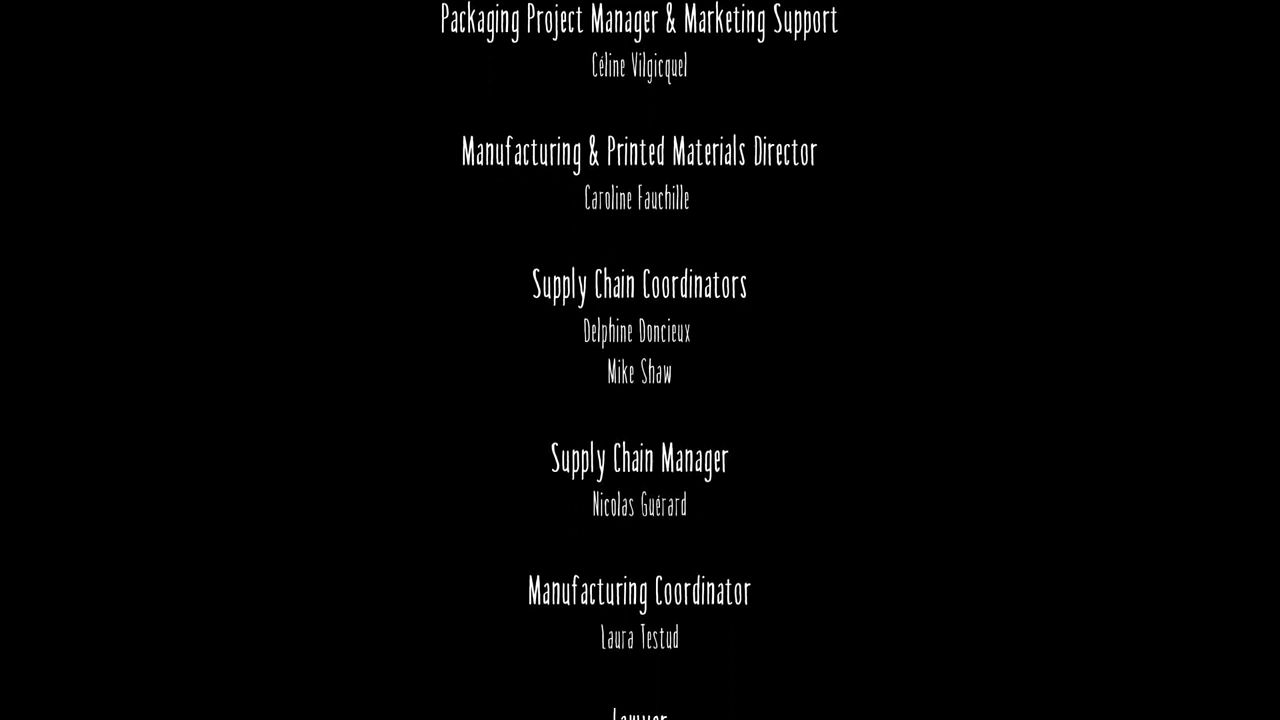 Packaging Project Manager & Marketing Support
Céline Vilgicquel
Manufacturing & Printed Materials Director
Caroline Fauchille
Supply Chain Coordinators
Delphine Doncieux
Mike Shaw
Supply Chain Manager
Nicolas Guérard
Manufacturing Coordinator
Laura Testud
Lawyer